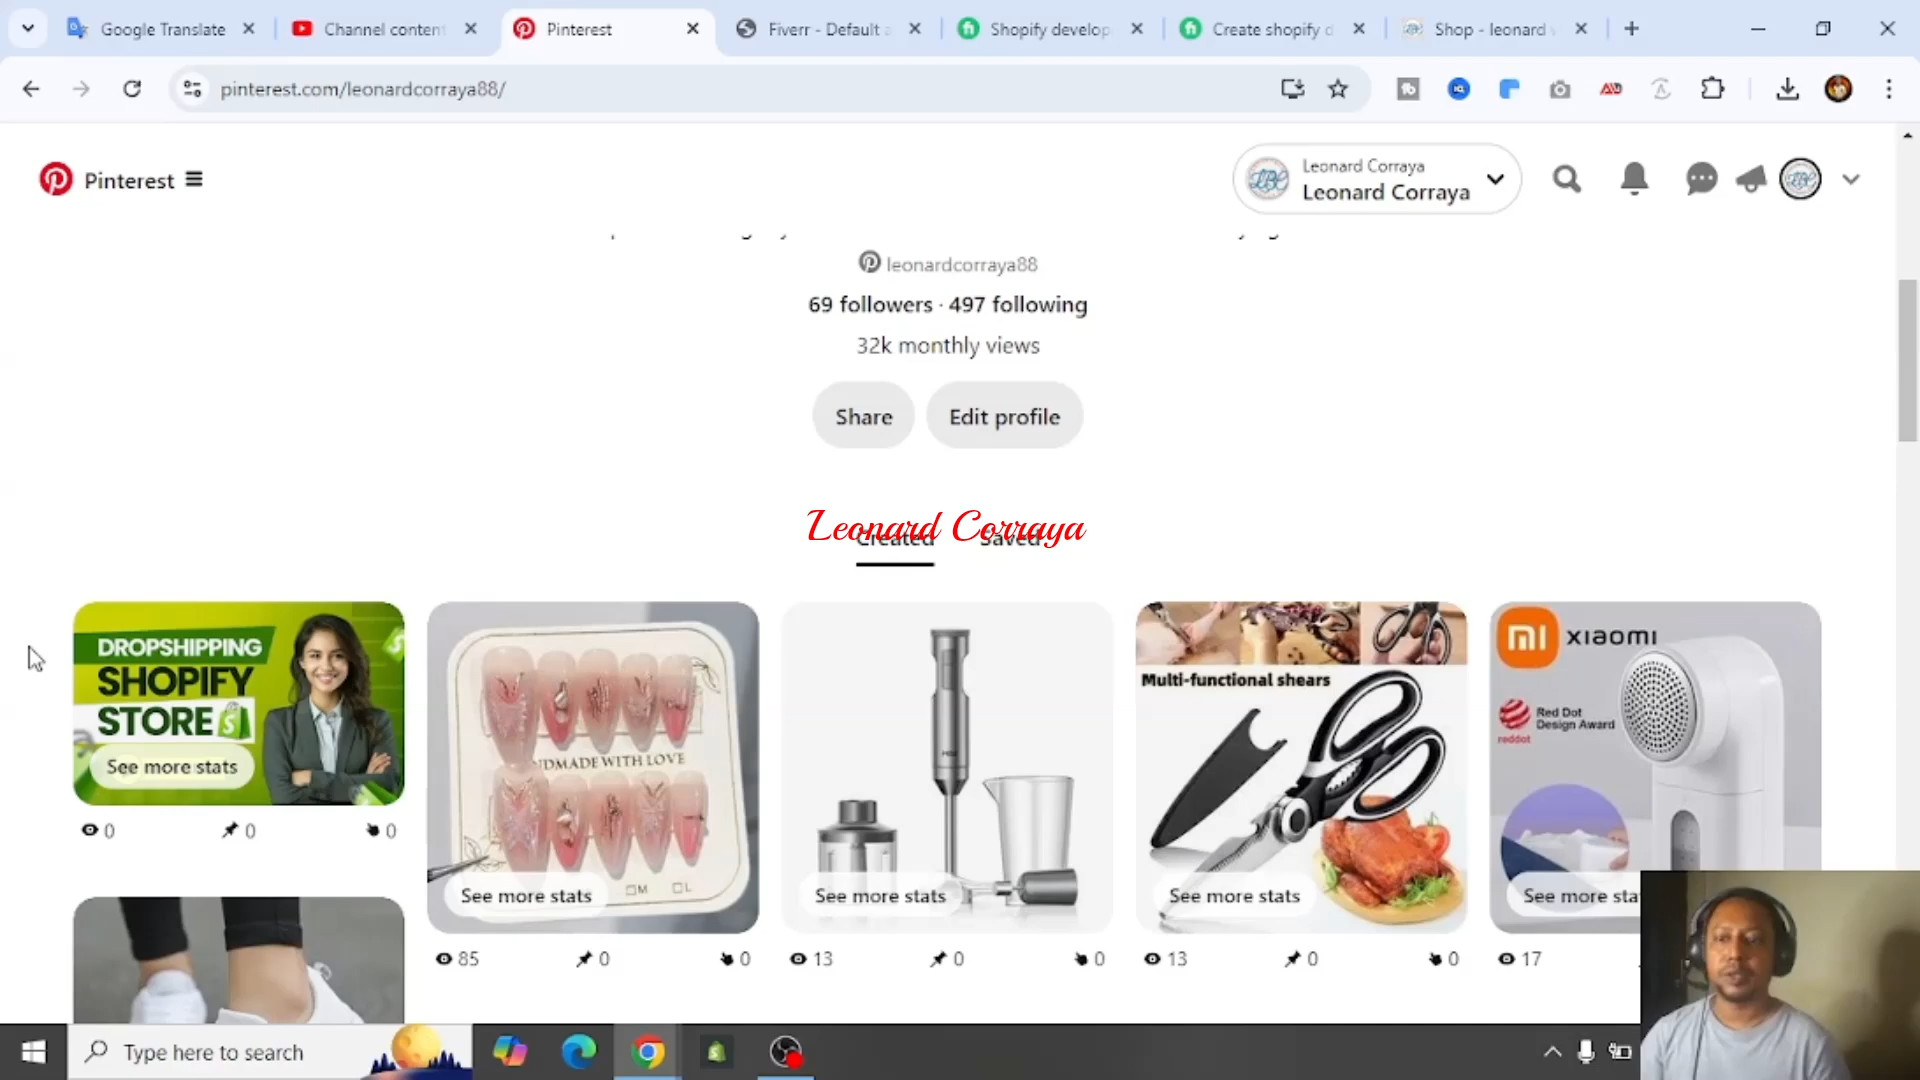 Google Translate
Channel content
Pinterest
Fiverr - Default a
Shopify develop
Create shopify d
Shop - leonard
pinterest.com/leonardcorraya88/
Pinterest
Leonard Corraya
Leonard Corraya
leonardcorraya88
69 followers · 497 following
32k monthly views
Share
Edit profile
Leonard Corraya
Created
Saved
DROPSHIPPING
SHOPIFY
STORE
See more stats
0
0
0
NDMADE WITH LOVE
M
L
See more stats
85
0
0
See more stats
13
0
0
Multi-functional shears
See more stats
13
0
0
mi
xiaomi
Red Dot
Design Award
reddot
See more sta
17
Type here to search